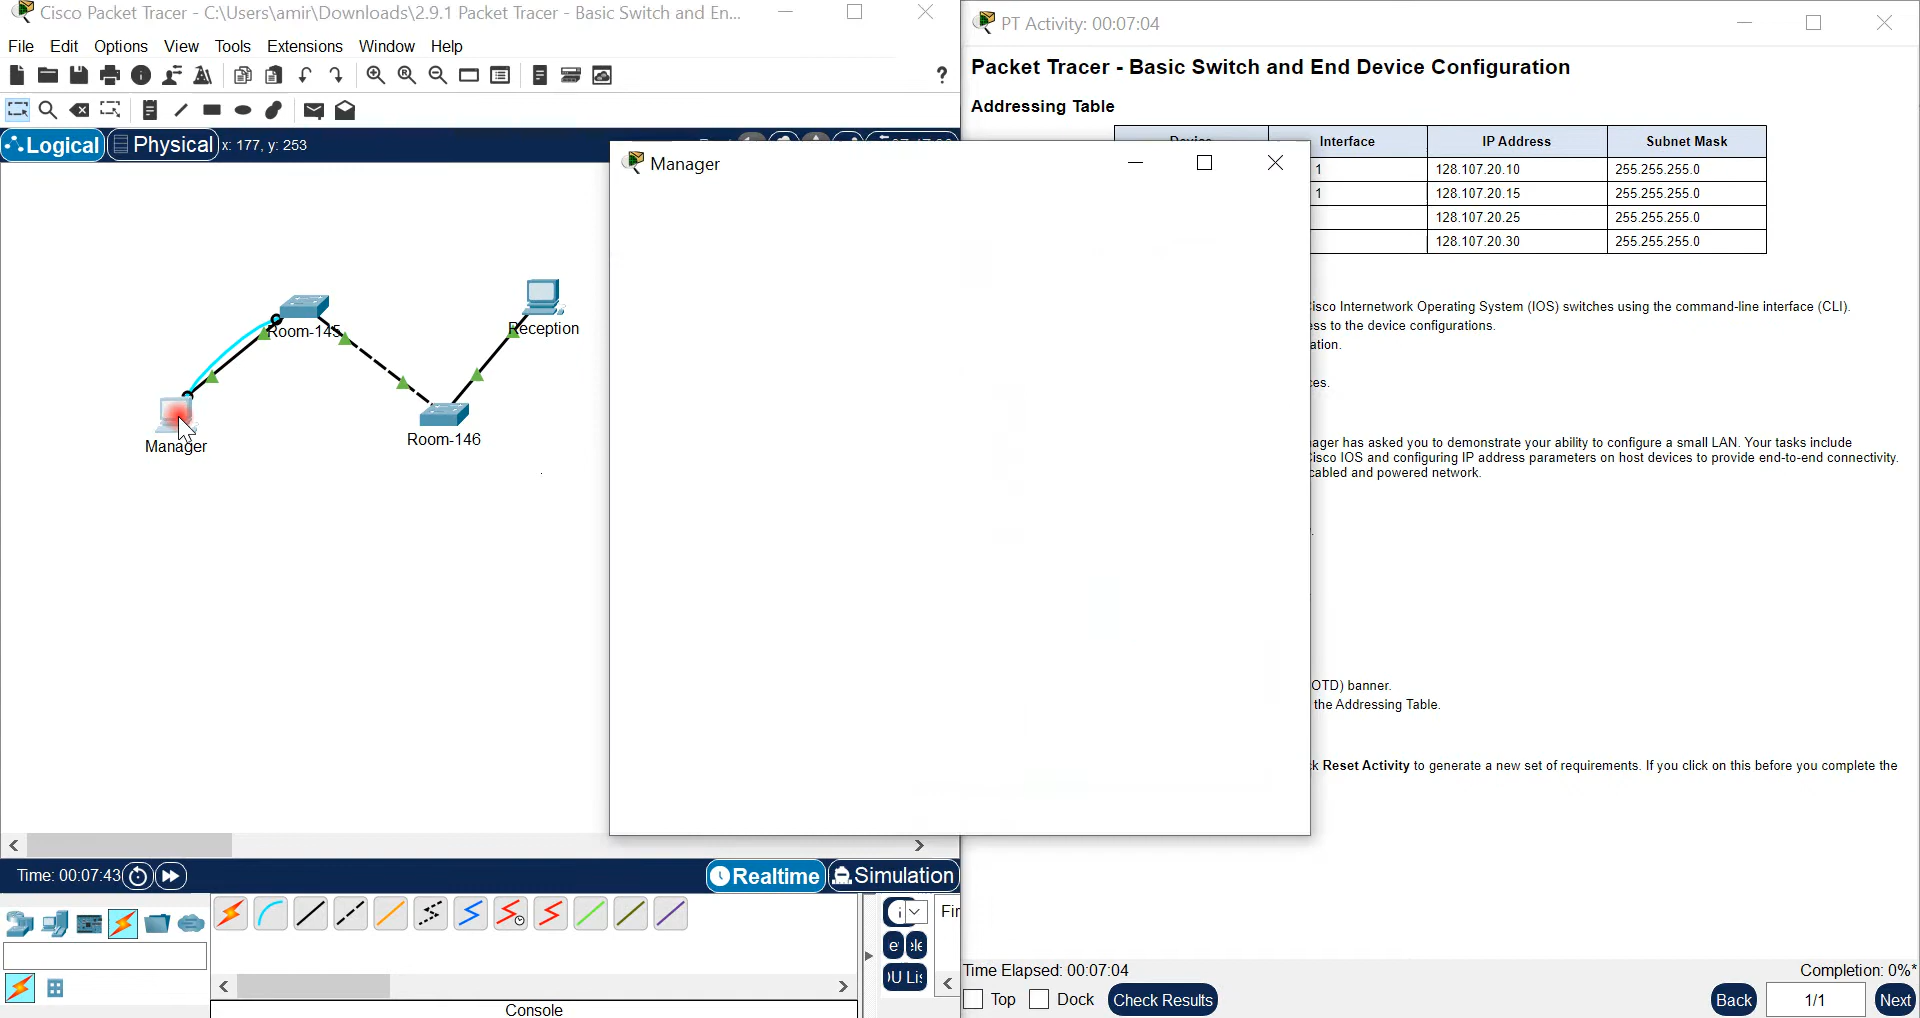 Cisco Packet Tracer - C:\Users\amir\Downloads\2.9.1 Packet Tracer - Basic Switch and En...
File Edit Options View Tools Extensions Window Help
Logical
Physical
x: 177, y: 253
Room-145
Reception
Manager
Room-146
Time: 00:07:43
Realtime
Simulation
Fir
Console
Manager
PT Activity: 00:07:04
Packet Tracer - Basic Switch and End Device Configuration
Addressing Table
Interface IP Address Subnet Mask
1 128.107.20.10 255.255.255.0
1 128.107.20.15 255.255.255.0
128.107.20.25 255.255.255.0
128.107.20.30 255.255.255.0
isco Internetwork Operating System (IOS) switches using the command-line interface (CLI).
ess to the device configurations.
ation.
ces.
ager has asked you to demonstrate your ability to configure a small LAN. Your tasks include
isco IOS and configuring IP address parameters on host devices to provide end-to-end connectivity.
cabled and powered network.
OTD) banner.
the Addressing Table.
k Reset Activity to generate a new set of requirements. If you click on this before you complete the
Time Elapsed: 00:07:04
Completion: 0%*
Top
Dock
Check Results
Back
1/1
Next